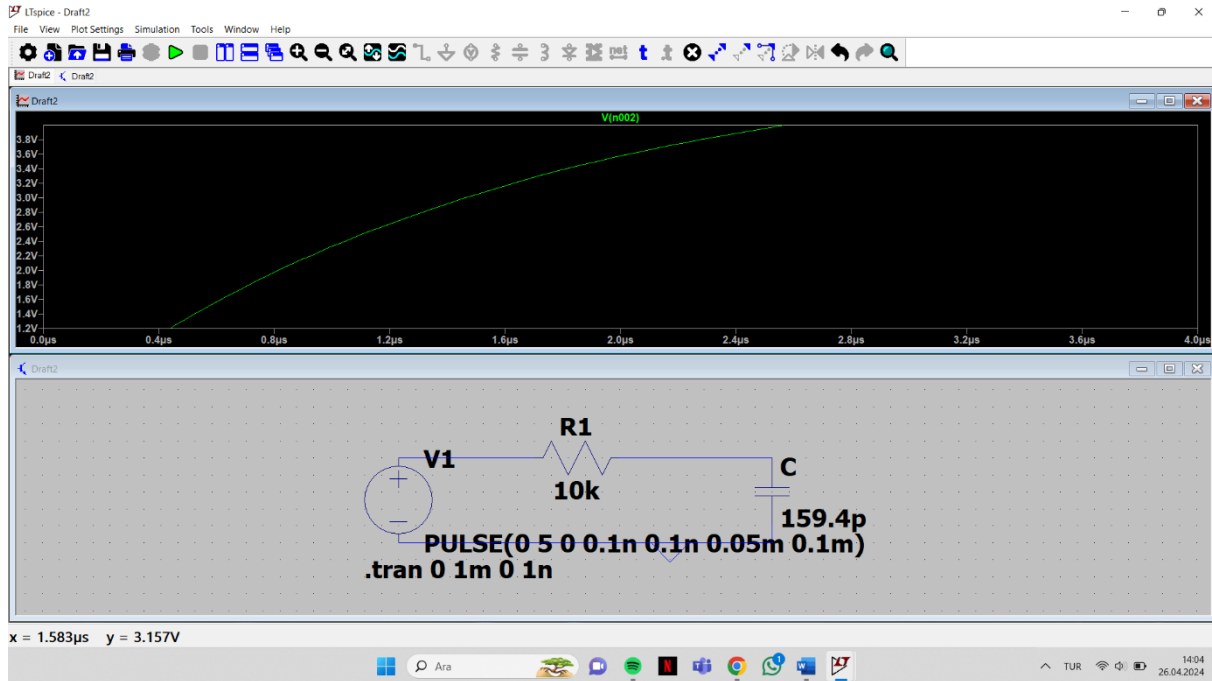 LTspice - Draft2
File View Plot Settings Simulation Tools Window Help
Draft2 Draft2
Draft2
V(n002)
3.8V
3.6V
3.4V
3.2V
3.0V
2.8V
2.6V
2.4V
2.2V
2.0V
1.8V
1.6V
1.4V
1.2V
0.0µs 0.4µs 0.8µs 1.2µs 1.6µs 2.0µs 2.4µs 2.8µs 3.2µs 3.6µs 4.0µs
Draft2
R1
V1
C
10k
159.4p
PULSE(0 5 0 0.1n 0.1n 0.05m 0.1m)
.tran 0 1m 0 1n
x = 1.583µs y = 3.157V
Ara
TUR
14:04
26.04.2024